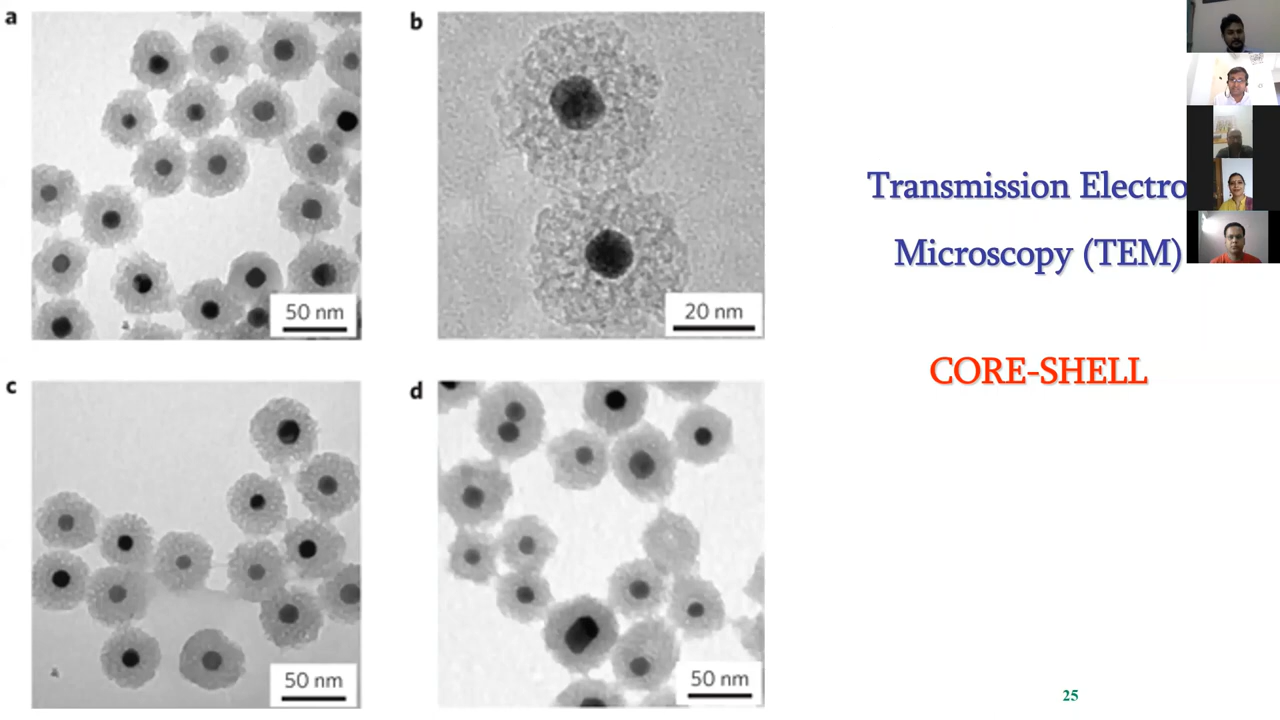 a
b
50 nm
20 nm
c
d
50 nm
50 nm
Transmission Electro
Microscopy (TEM)
CORE-SHELL
25